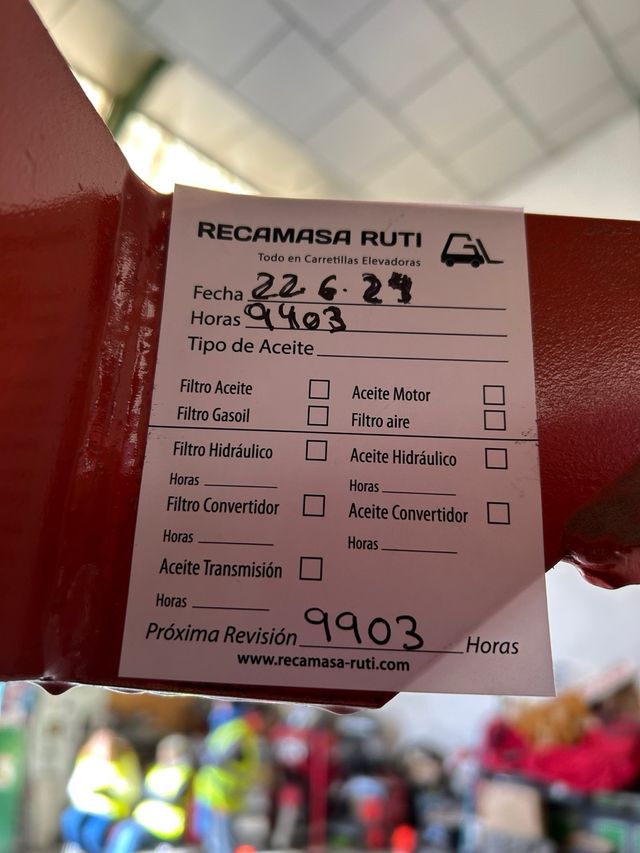 RECAMASA RUTI GL
Todo en Carretillas Elevadoras
Fecha 22.6.24
Horas 9403
Tipo de Aceite
Filtro Aceite Aceite Motor
Filtro Gasoil Filtro aire
Filtro Hidráulico Aceite Hidráulico
Horas Horas
Filtro Convertidor Aceite Convertidor
Horas Horas
Aceite Transmisión
Horas
Próxima Revisión 9903 Horas
www.recamasa-ruti.com